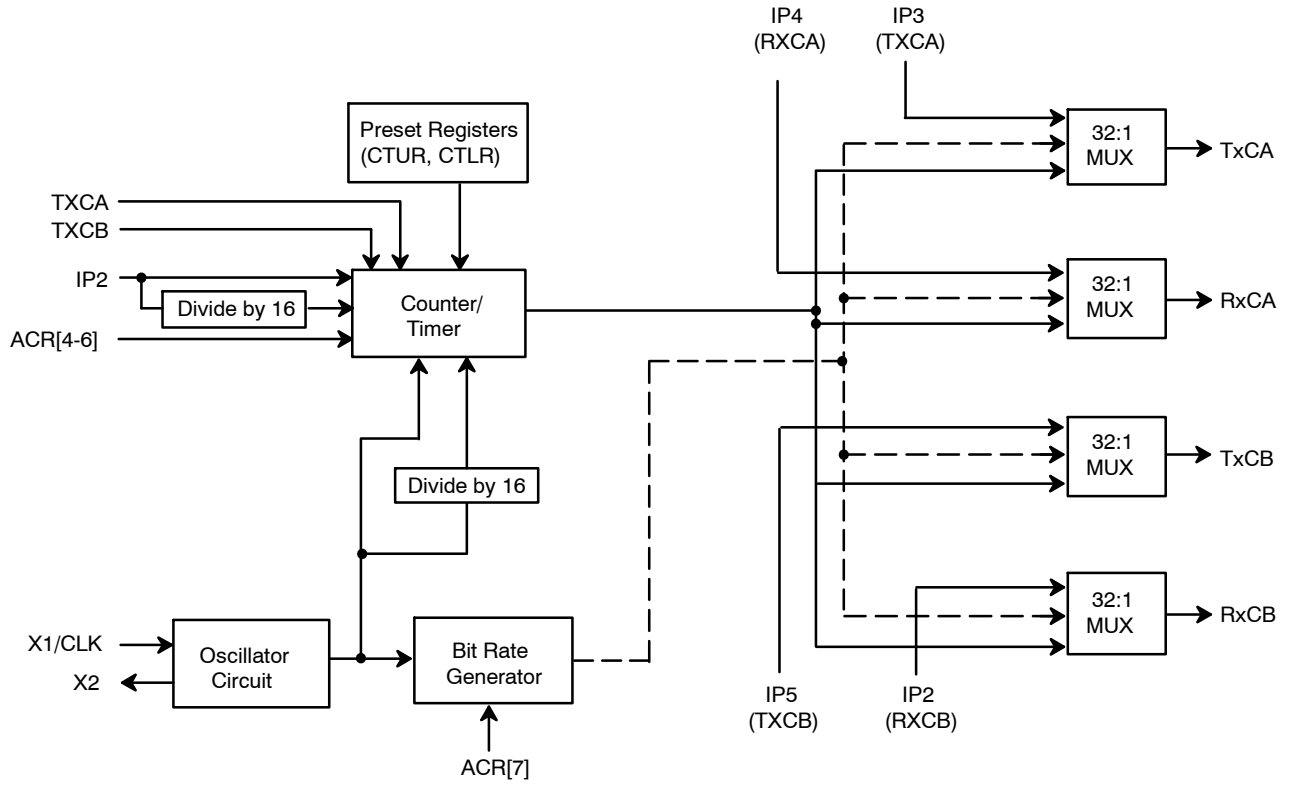 IP4
(RXCA)
IP3
(TXCA)
Preset Registers
(CTUR, CTLR)
32:1
MUX
TxCA
TXCA
TXCB
IP2
Divide by 16
ACR[4-6]
Counter/
Timer
32:1
MUX
RxCA
Divide by 16
32:1
MUX
TxCB
X1/CLK
X2
Oscillator
Circuit
Bit Rate
Generator
ACR[7]
32:1
MUX
RxCB
IP5
(TXCB)
IP2
(RXCB)